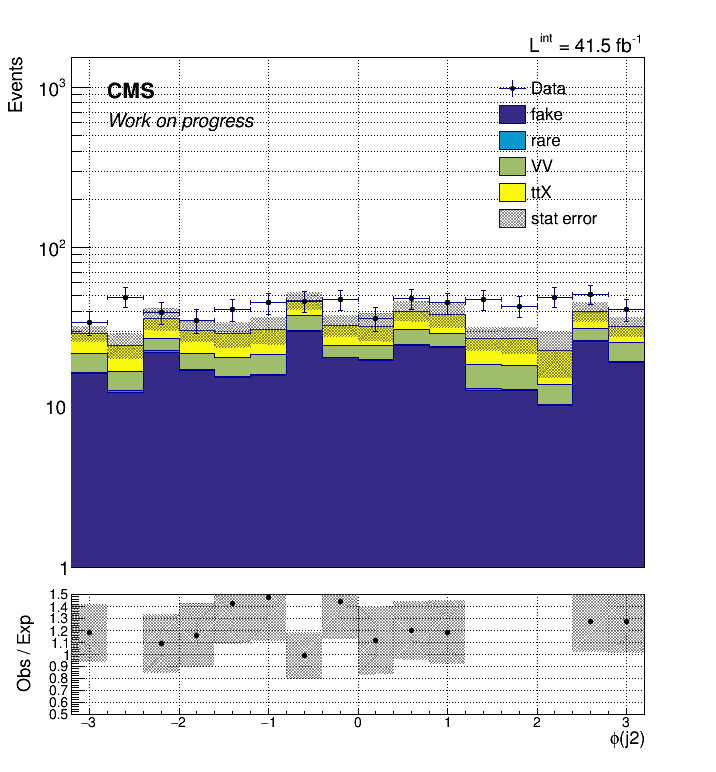 L^int = 41.5 fb^-1
Events
10^3
CMS
Work on progress
Data
fake
rare
VV
ttX
stat error
10^2
10
1
Obs / Exp
1.5
1.4
1.3
1.2
1.1
1
0.9
0.8
0.7
0.6
0.5
−3 −2 −1 0 1 2 3
ϕ(j2)